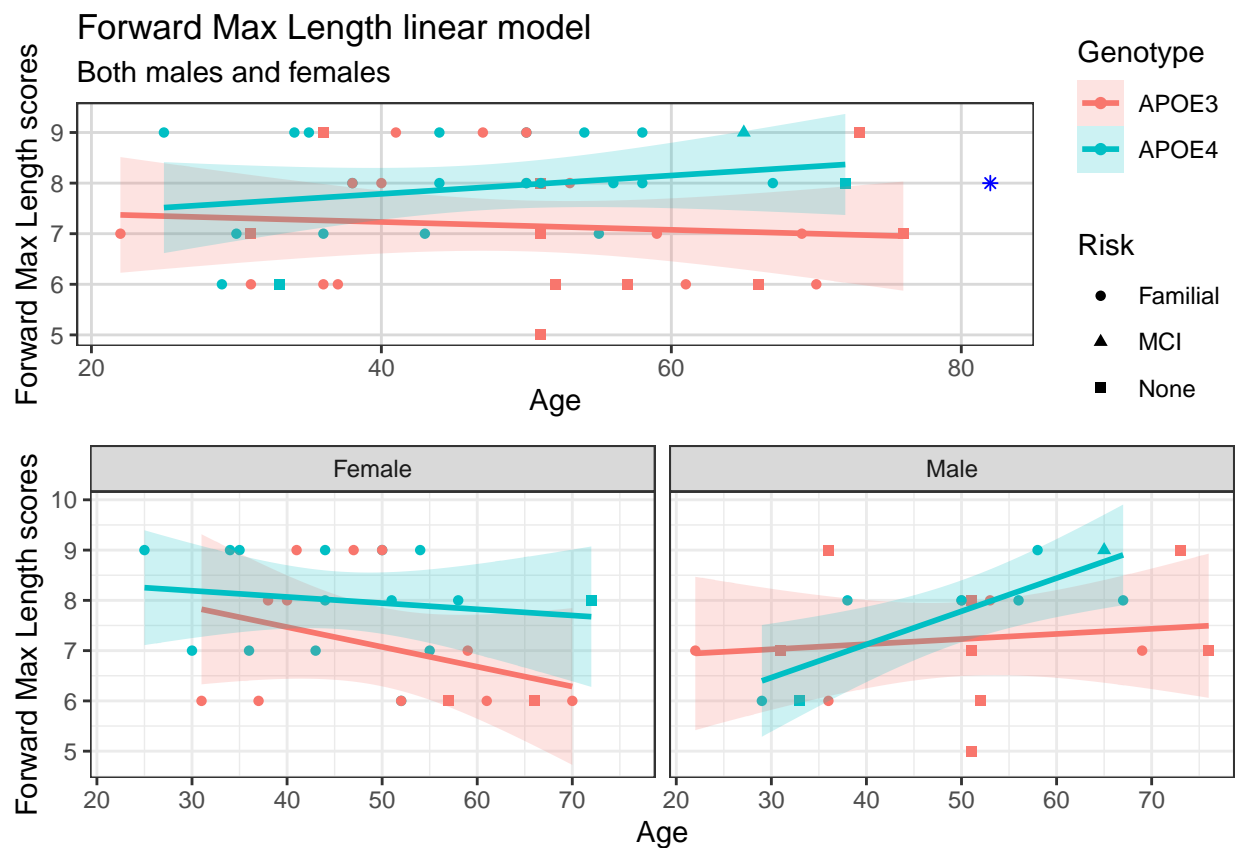 Forward Max Length linear model
Both males and females
Forward Max Length scores
9
8
7
6
5
20 40 60 80
Age
Genotype
APOE3
APOE4
Risk
Familial
MCI
None
Female Male
Forward Max Length scores
10
9
8
7
6
5
20 30 40 50 60 70 20 30 40 50 60 70
Age